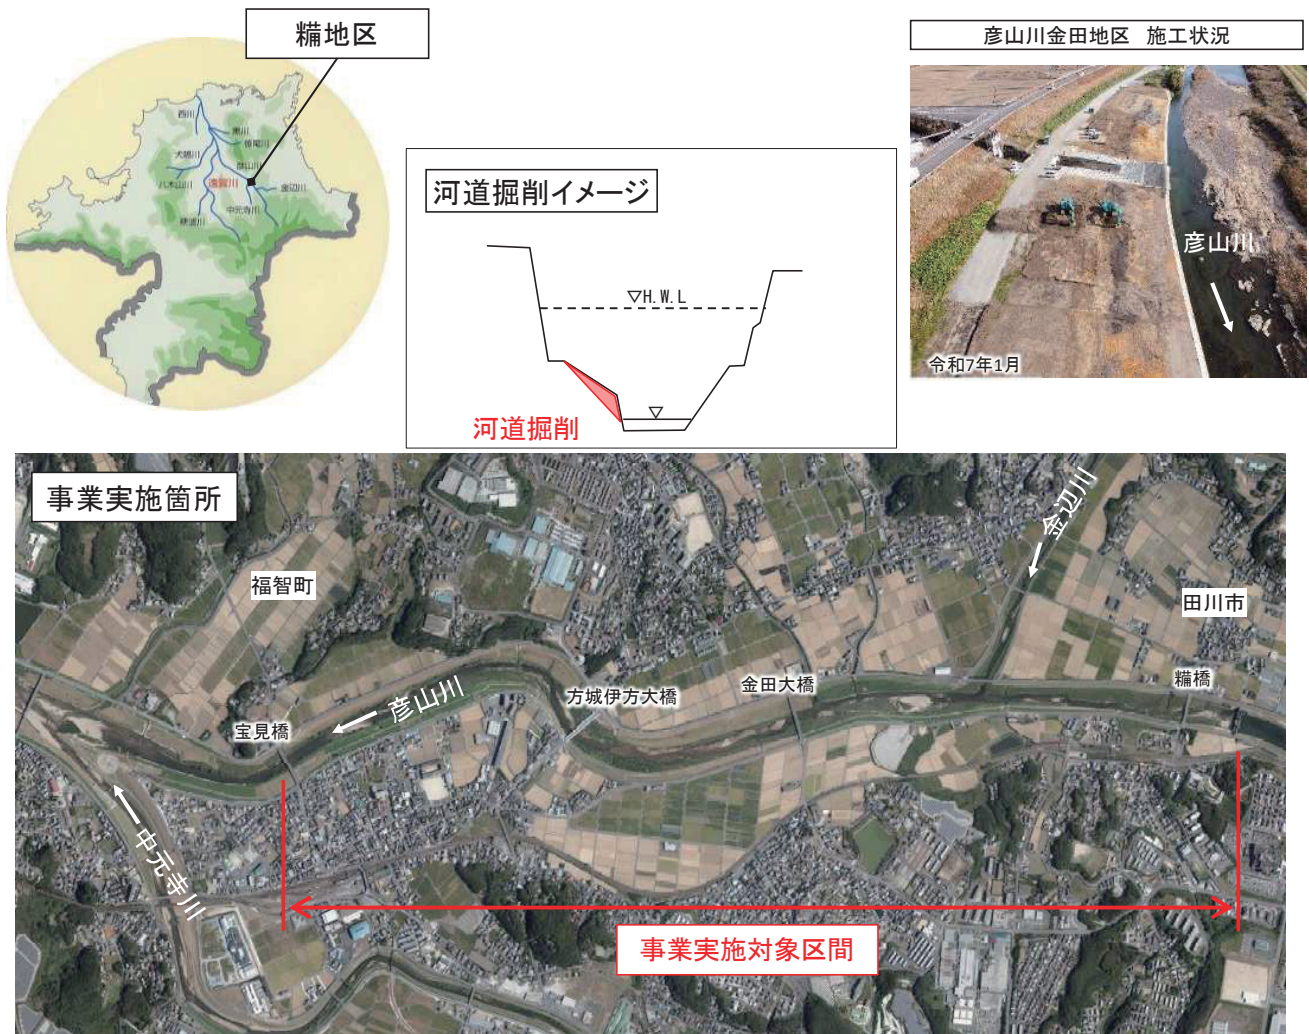 糒地区
西川
黒川
笹尾川
犬鳴川
彦山川
八木山川
遠賀川
金辺川
中元寺川
穂波川
河道掘削イメージ
▽H.W.L
▽
河道掘削
彦山川金田地区　施工状況
彦山川
令和7年1月
事業実施箇所
福智町
金辺川
田川市
宝見橋
彦山川
方城伊方大橋
金田大橋
糒橋
中元寺川
事業実施対象区間